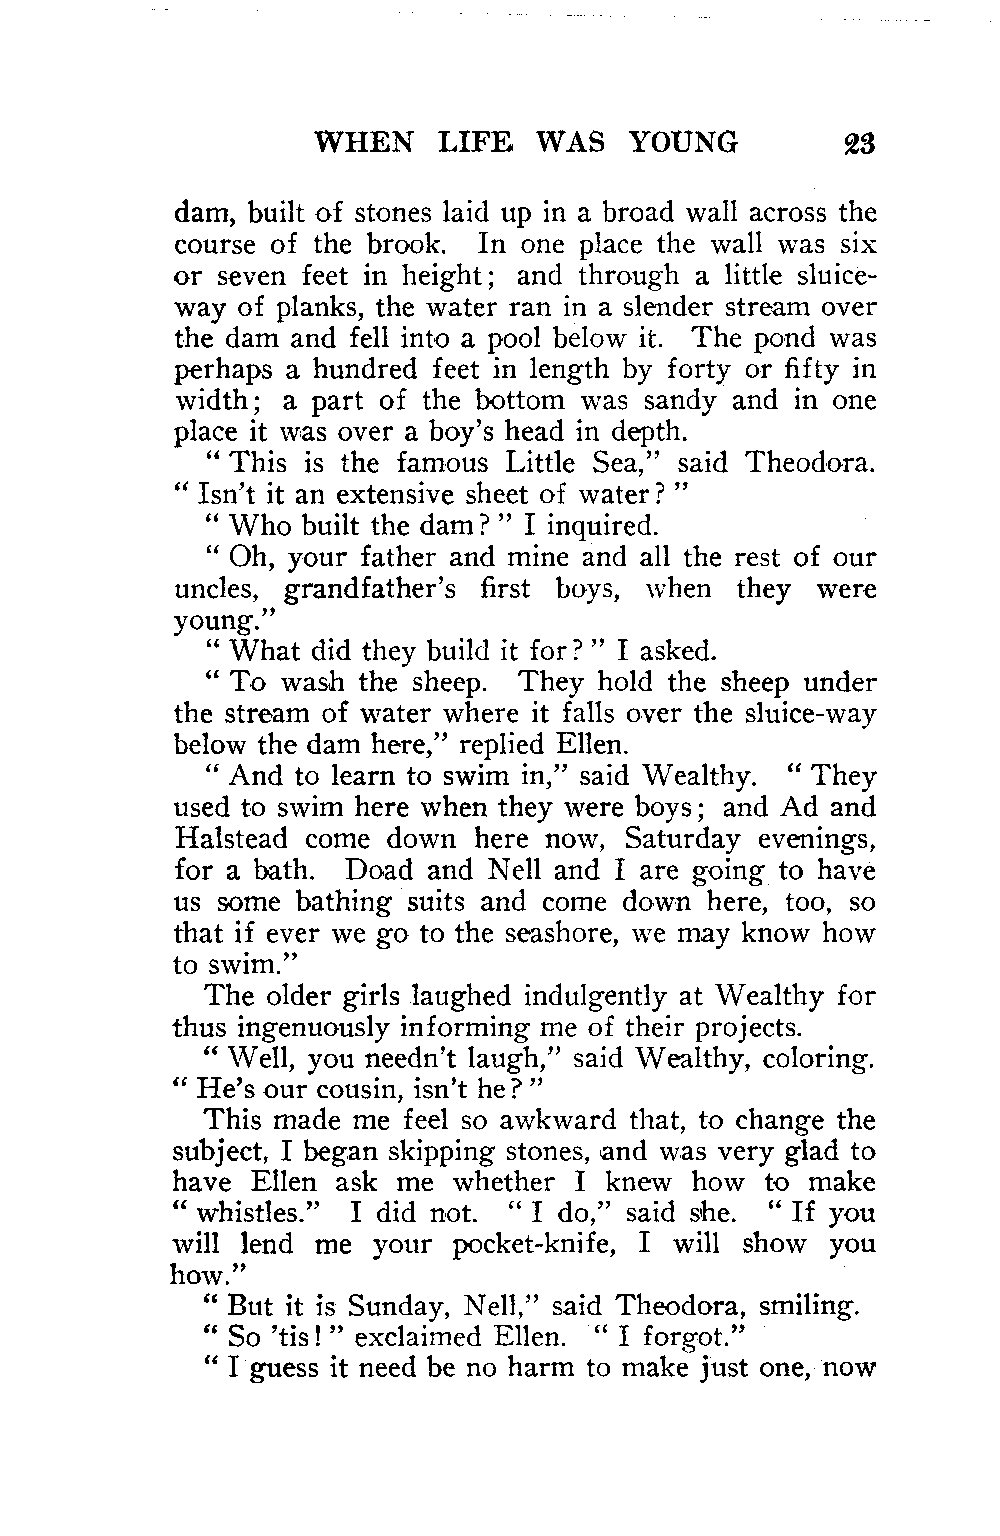 WHEN LIFE WAS YOUNG 23
dam, built of stones laid up in a broad wall across the
course of the brook. In one place the wall was six
or seven feet in height; and through a little sluice-
way of planks, the water ran in a slender stream over
the dam and fell into a pool below it. The pond was
perhaps a hundred feet in length by forty or fifty in
width; a part of the bottom was sandy and in one
place it was over a boy's head in depth.
“ This is the famous Little Sea,” said Theodora.
“ Isn't it an extensive sheet of water? ”
“ Who built the dam? ” I inquired.
“ Oh, your father and mine and all the rest of our
uncles, grandfather's first boys, when they were
young.”
“ What did they build it for? ” I asked.
“ To wash the sheep. They hold the sheep under
the stream of water where it falls over the sluice-way
below the dam here,” replied Ellen.
“ And to learn to swim in,” said Wealthy. “ They
used to swim here when they were boys; and Ad and
Halstead come down here now, Saturday evenings,
for a bath. Doad and Nell and I are going to have
us some bathing suits and come down here, too, so
that if ever we go to the seashore, we may know how
to swim.”
The older girls laughed indulgently at Wealthy for
thus ingenuously informing me of their projects.
“ Well, you needn't laugh,” said Wealthy, coloring.
“ He's our cousin, isn't he? ”
This made me feel so awkward that, to change the
subject, I began skipping stones, and was very glad to
have Ellen ask me whether I knew how to make
“ whistles.” I did not. “ I do,” said she. “ If you
will lend me your pocket-knife, I will show you
how.”
“ But it is Sunday, Nell,” said Theodora, smiling.
“ So 'tis! ” exclaimed Ellen. “ I forgot.”
“ I guess it need be no harm to make just one, now